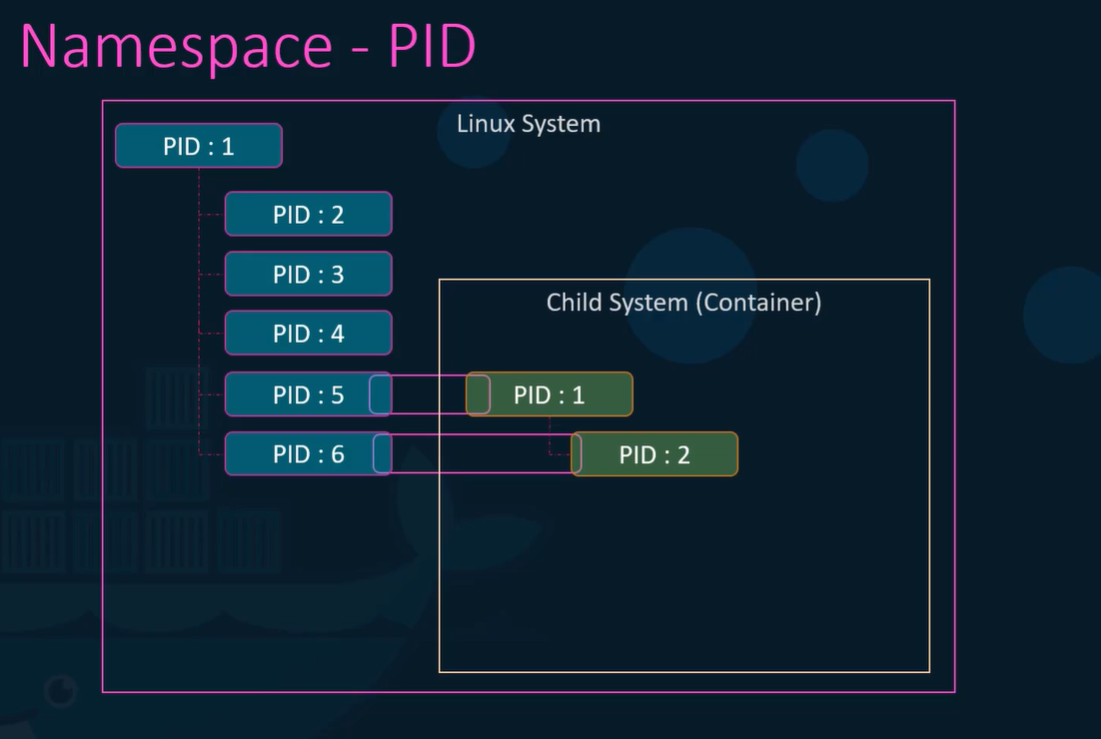 Namespace - PID
Linux System
PID : 1
PID : 2
PID : 3
PID : 4
PID : 5
PID : 6
Child System (Container)
PID : 1
PID : 2